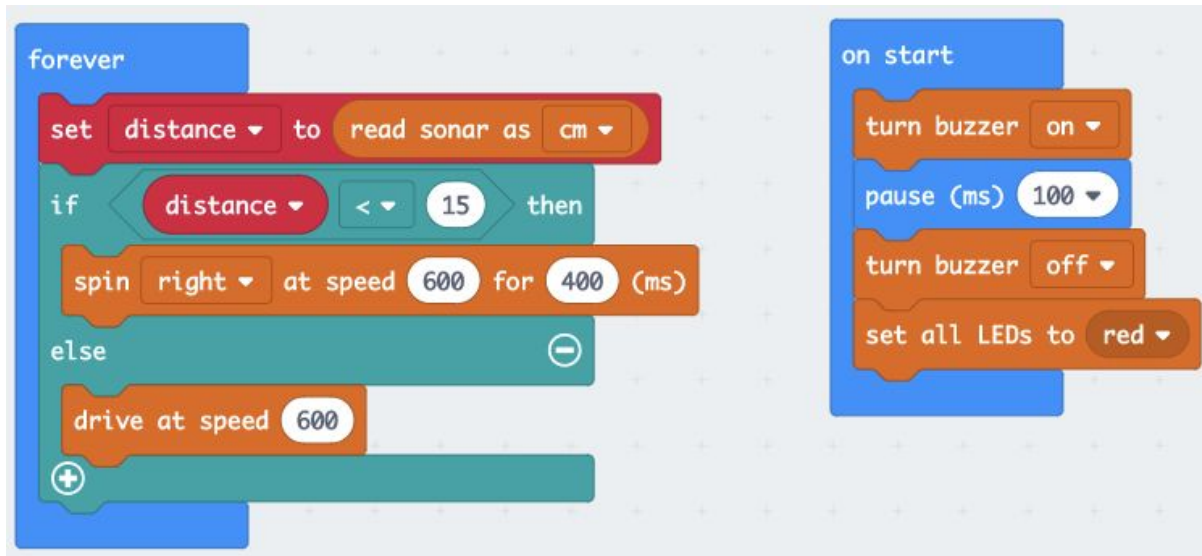 forever
set distance to read sonar as cm
if distance < 15 then
spin right at speed 600 for 400 (ms)
else
drive at speed 600
on start
turn buzzer on
pause (ms) 100
turn buzzer off
set all LEDs to red